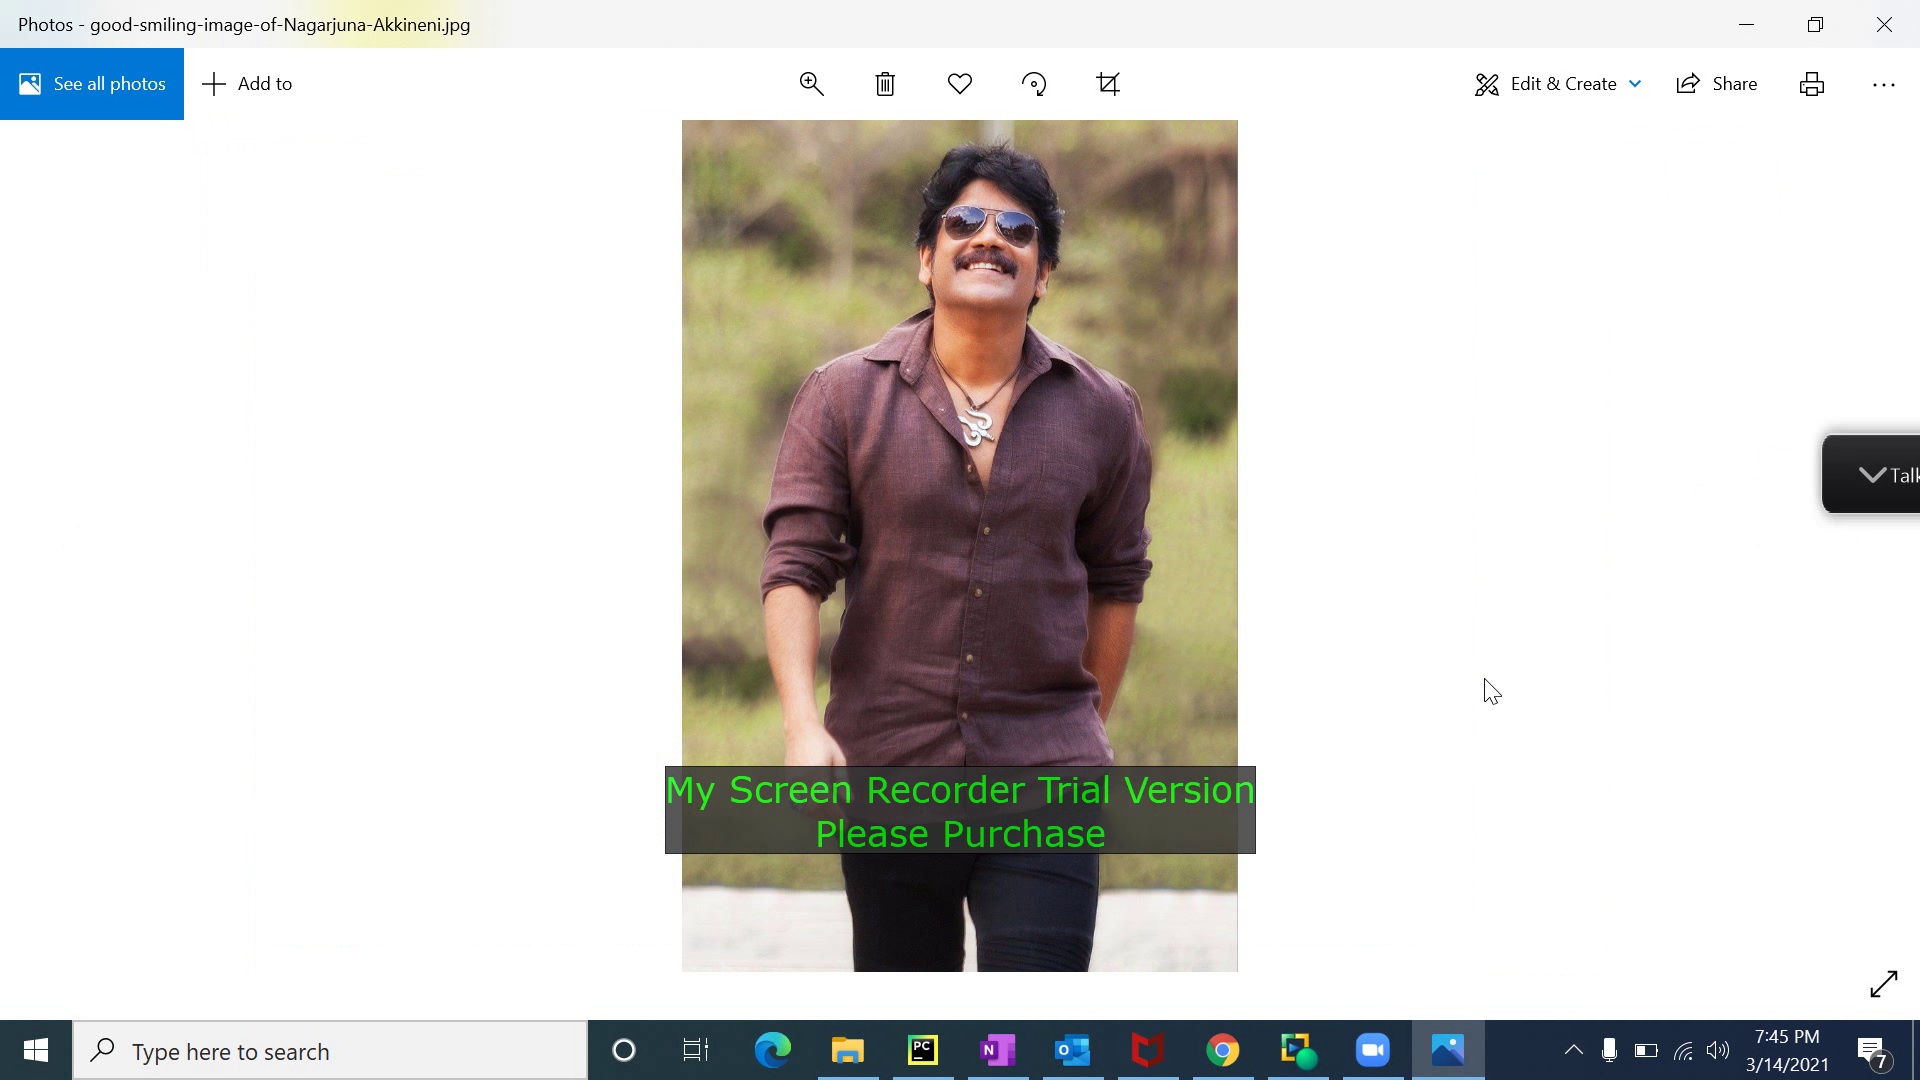 Photos - good-smiling-image-of-Nagarjuna-Akkineni.jpg
See all photos
Add to
Edit & Create
Share
Talk
My Screen Recorder Trial Version
Please Purchase
Type here to search
PC
N
O
7:45 PM
3/14/2021
7